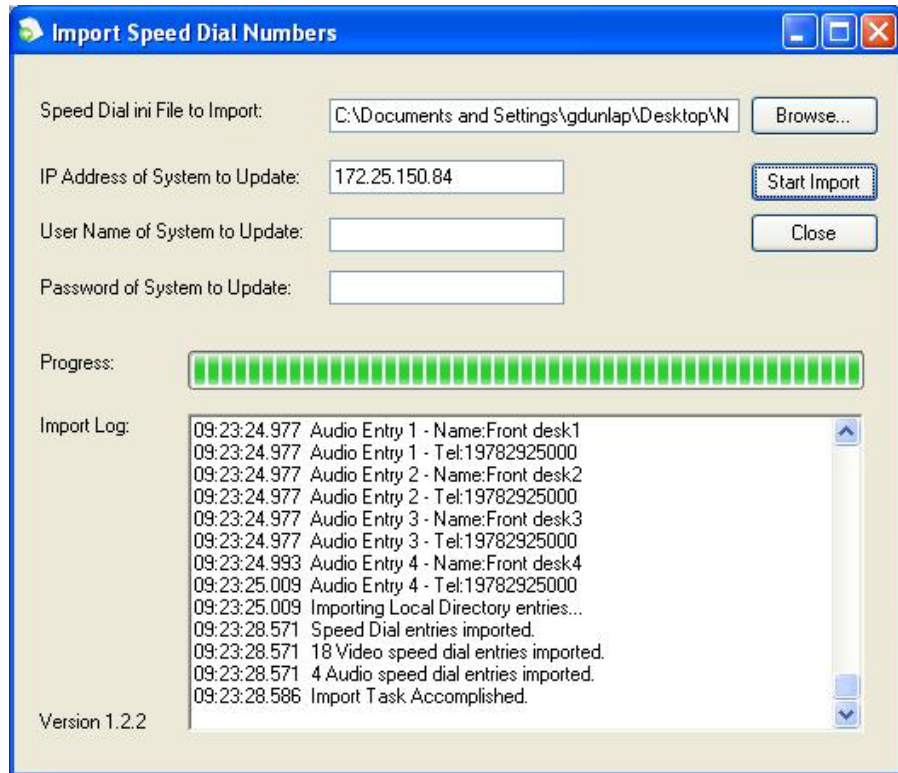 Import Speed Dial Numbers
Speed Dial ini File to Import:
C:\Documents and Settings\gdunlap\Desktop\N
Browse...
IP Address of System to Update:
172.25.150.84
Start Import
User Name of System to Update:
Close
Password of System to Update:
Progress:
Import Log:
09:23:24.977 Audio Entry 1 - Name:Front desk1
09:23:24.977 Audio Entry 1 - Tel:19782925000
09:23:24.977 Audio Entry 2 - Name:Front desk2
09:23:24.977 Audio Entry 2 - Tel:19782925000
09:23:24.977 Audio Entry 3 - Name:Front desk3
09:23:24.977 Audio Entry 3 - Tel:19782925000
09:23:24.993 Audio Entry 4 - Name:Front desk4
09:23:25.009 Audio Entry 4 - Tel:19782925000
09:23:25.009 Importing Local Directory entries...
09:23:28.571 Speed Dial entries imported.
09:23:28.571 18 Video speed dial entries imported.
09:23:28.571 4 Audio speed dial entries imported.
09:23:28.586 Import Task Accomplished.
Version 1.2.2